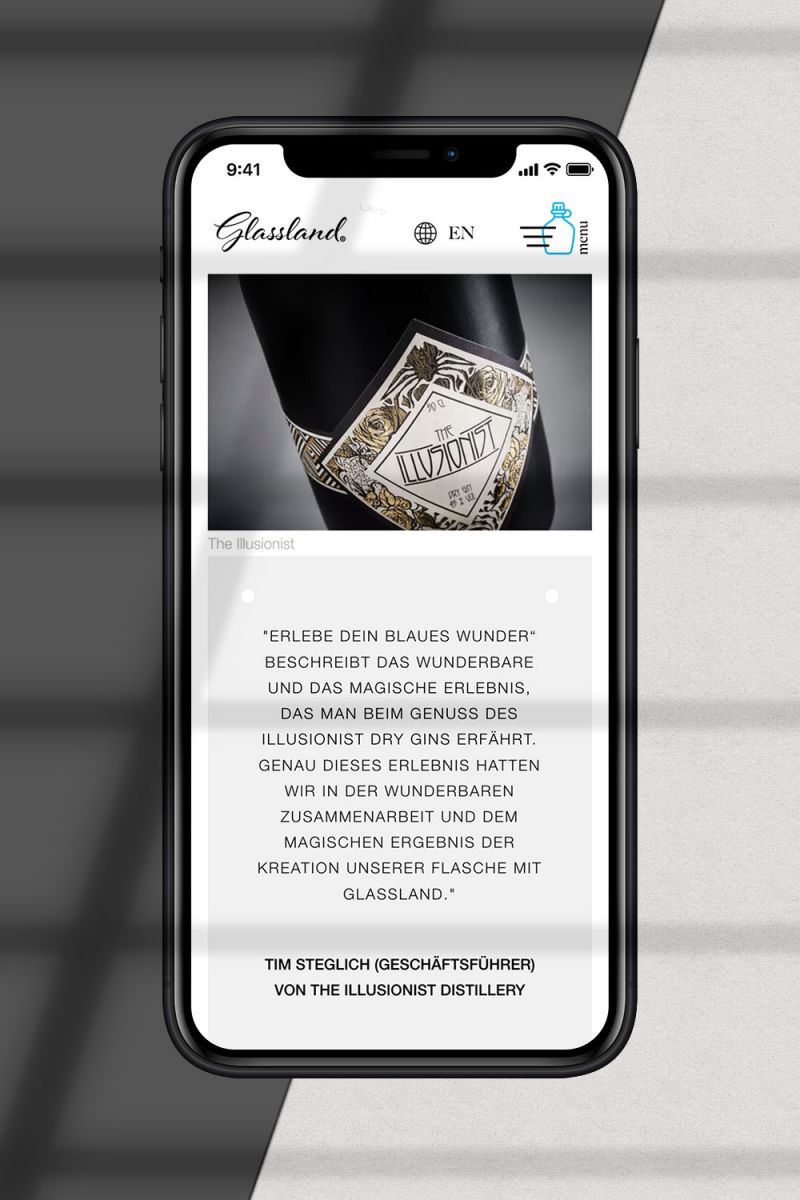 9:41
Glassland®
EN
menu
50 CL
THE
ILLUSIONIST
DRY GIN
The Illusionist
"ERLEBE DEIN BLAUES WUNDER“
BESCHREIBT DAS WUNDERBARE
UND DAS MAGISCHE ERLEBNIS,
DAS MAN BEIM GENUSS DES
ILLUSIONIST DRY GINS ERFÄHRT.
GENAU DIESES ERLEBNIS HATTEN
WIR IN DER WUNDERBAREN
ZUSAMMENARBEIT UND DEM
MAGISCHEN ERGEBNIS DER
KREATION UNSERER FLASCHE MIT
GLASSLAND."
TIM STEGLICH (GESCHÄFTSFÜHRER)
VON THE ILLUSIONIST DISTILLERY